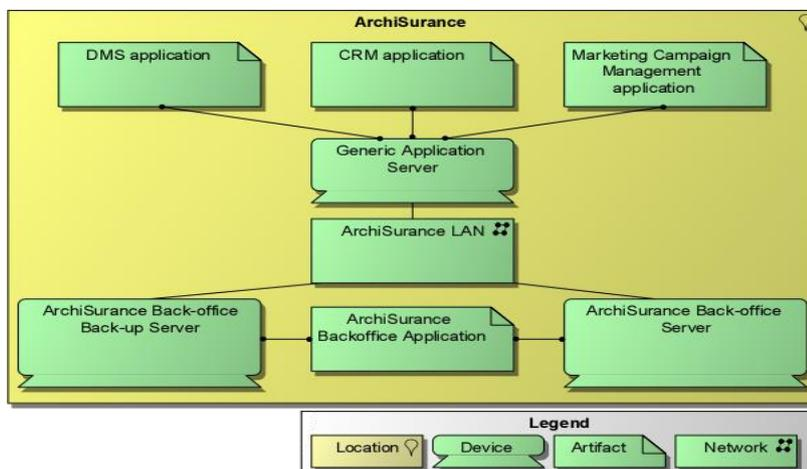 ArchiSurance
DMS application
CRM application
Marketing Campaign
Management
application
Generic Application
Server
ArchiSurance LAN
ArchiSurance Back-office
Back-up Server
ArchiSurance
Backoffice Application
ArchiSurance Back-office
Server
Legend
Location
Device
Artifact
Network